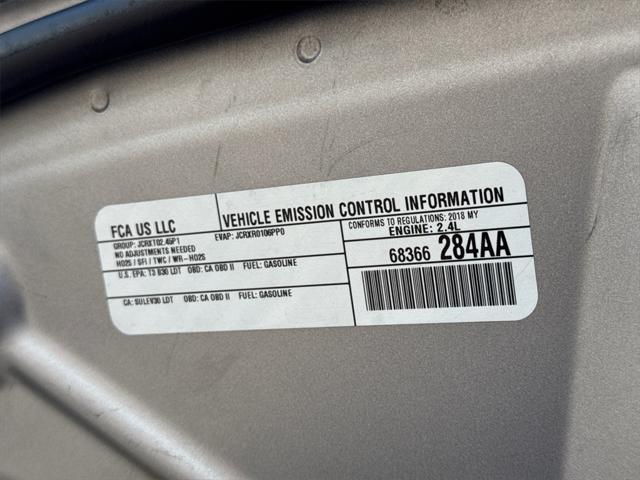 FCA US LLC
VEHICLE EMISSION CONTROL INFORMATION
GROUP: JCRXT02.45P1
EVAP: JCRXR0106PP0
CONFORMS TO REGULATIONS: 2018 MY
NO ADJUSTMENTS NEEDED
ENGINE: 2.4L
HO2S / SFI / TWC / WR-HO2S
68366 284AA
U.S. EPA: T3 B30 LDT OBD: CA OBD II FUEL: GASOLINE
CA: SULEV30 LDT OBD: CA OBD II FUEL: GASOLINE